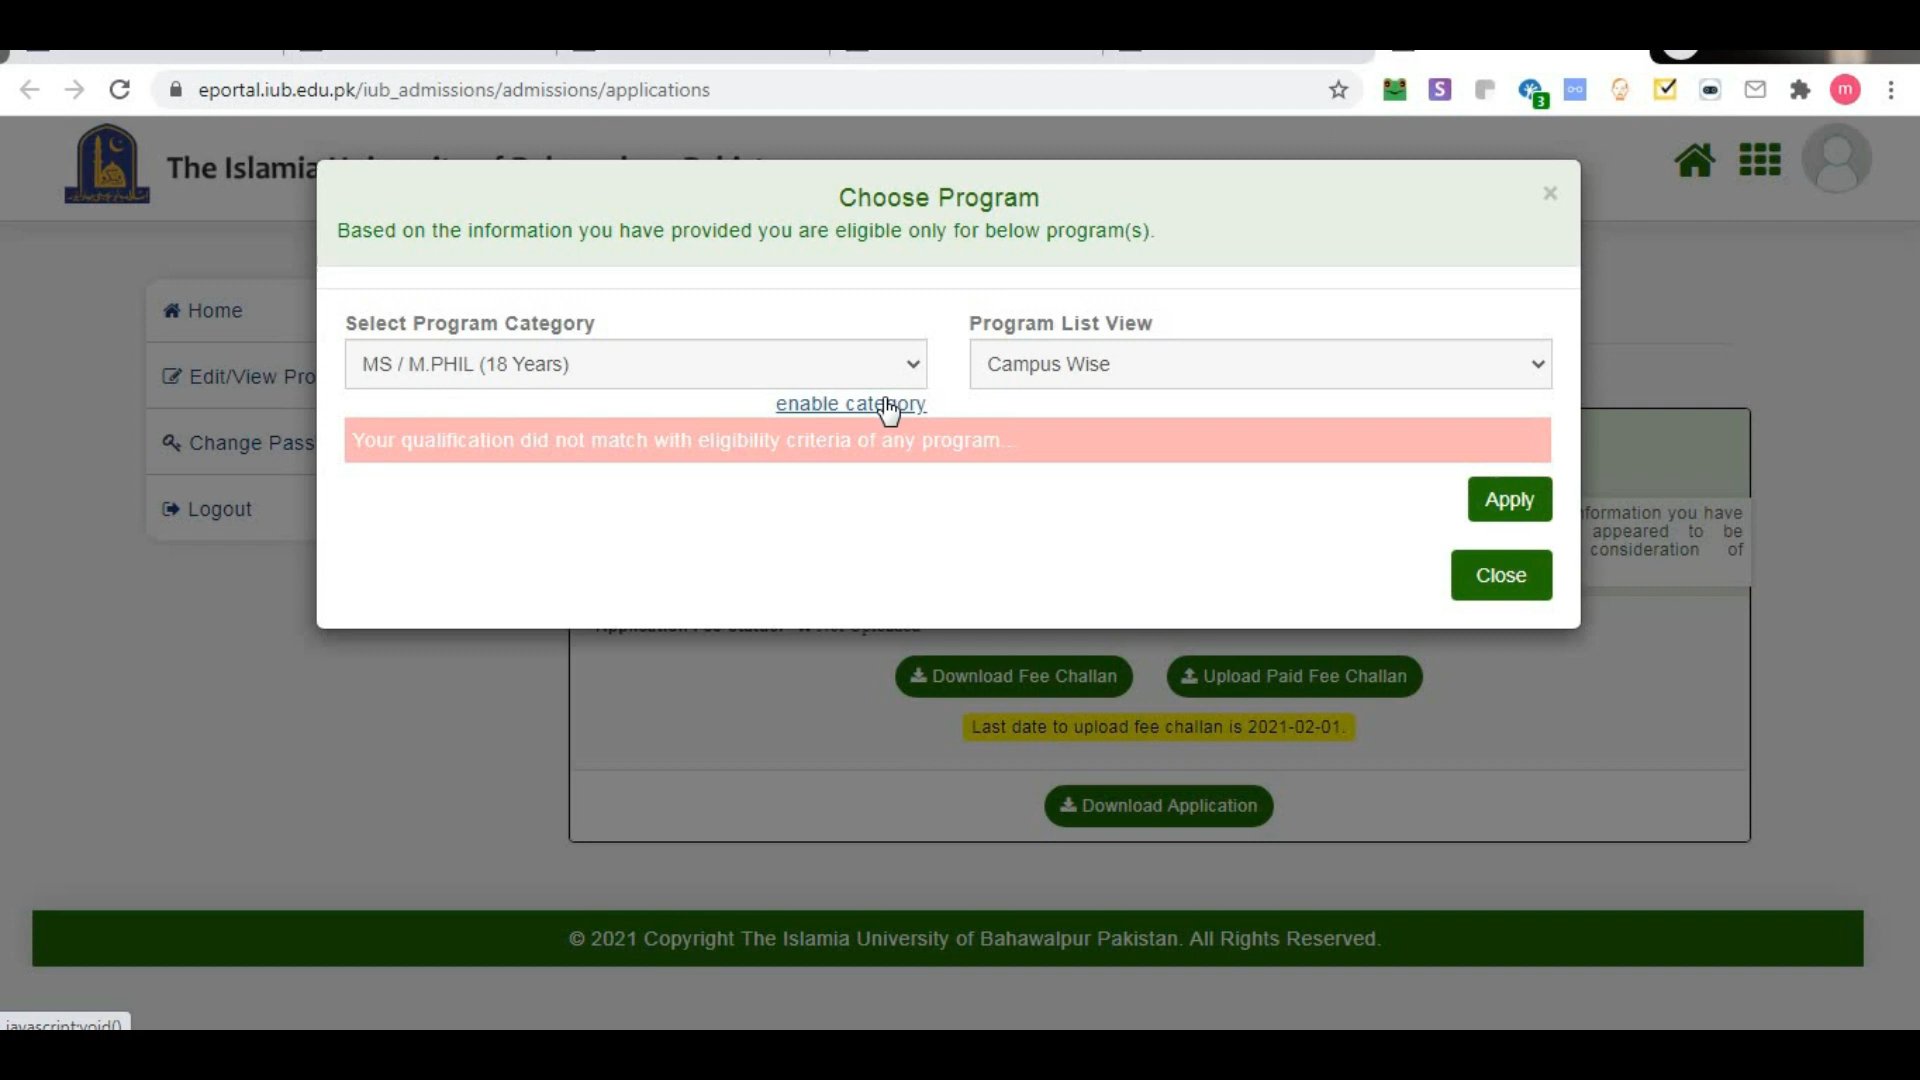 eportal.iub.edu.pk/iub_admissions/admissions/applications
S
3
m
The Islamia
Choose Program
×
Based on the information you have provided you are eligible only for below program(s).
Home
Select Program Category
Program List View
MS / M.PHIL (18 Years)
Campus Wise
Edit/View Pro
enable category
Your qualification did not match with eligibility criteria of any program...
Change Pass
Apply
Logout
formation you have
appeared to be
consideration of
Close
Download Fee Challan
Upload Paid Fee Challan
Last date to upload fee challan is 2021-02-01.
Download Application
© 2021 Copyright The Islamia University of Bahawalpur Pakistan. All Rights Reserved.
javascript:void()